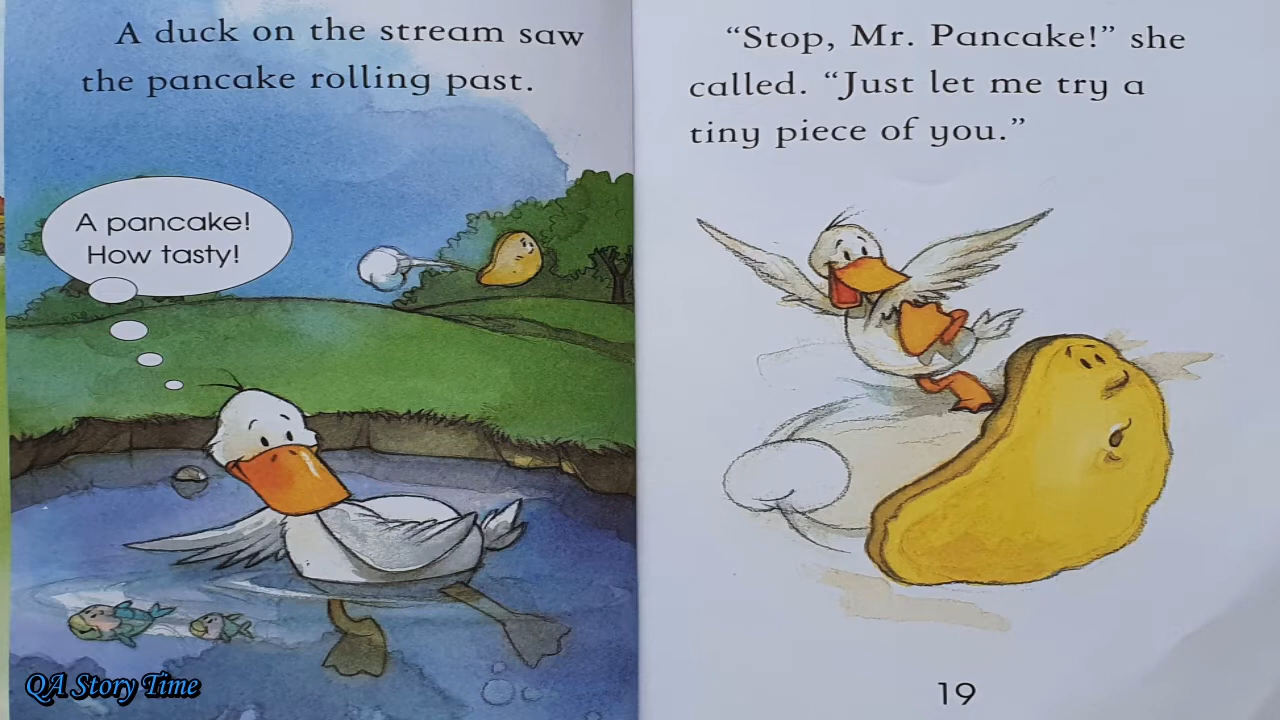 A duck on the stream saw
the pancake rolling past.
A pancake!
How tasty!
QA Story Time
“Stop, Mr. Pancake!” she
called. “Just let me try a
tiny piece of you.”
19